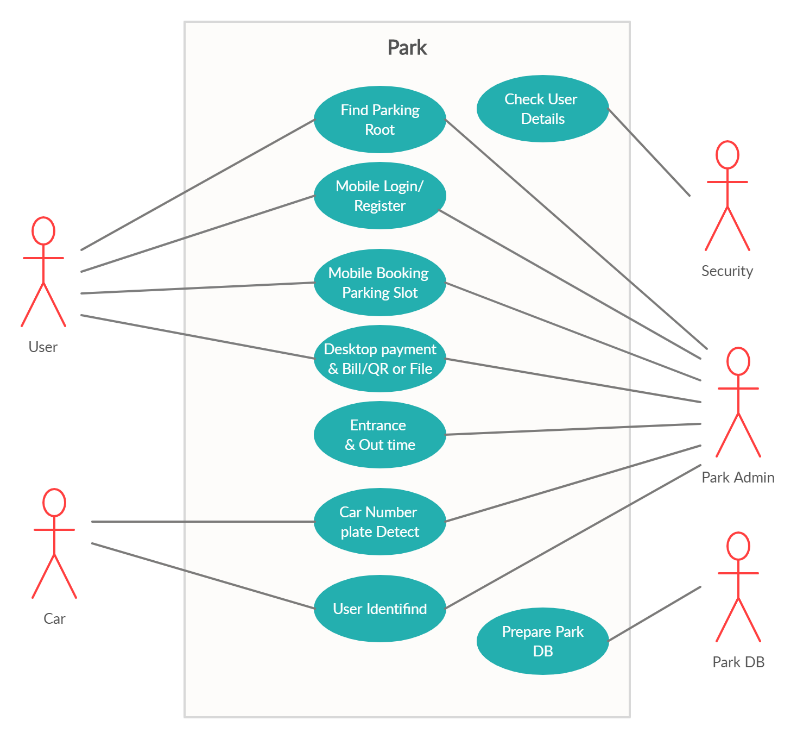 Park
Find Parking
Root
Check User
Details
Mobile Login/
Register
Security
Mobile Booking
Parking Slot
User
Desktop payment
& Bill/QR or File
Entrance
& Out time
Park Admin
Car Number
plate Detect
User Identifind
Car
Prepare Park
DB
Park DB